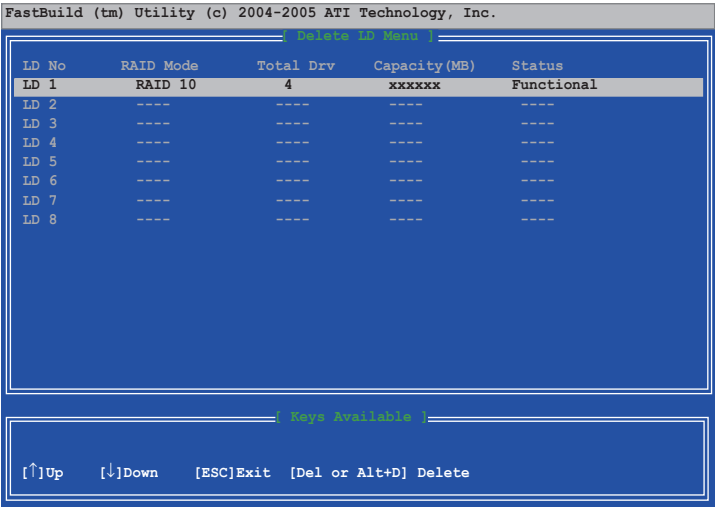 FastBuild (tm) Utility (c) 2004-2005 ATI Technology, Inc.
[ Delete LD Menu ]
LD No RAID Mode Total Drv Capacity(MB) Status
LD 1 RAID 10 4 xxxxxx Functional
LD 2 ---- ---- ---- ----
LD 3 ---- ---- ---- ----
LD 4 ---- ---- ---- ----
LD 5 ---- ---- ---- ----
LD 6 ---- ---- ---- ----
LD 7 ---- ---- ---- ----
LD 8 ---- ---- ---- ----
[ Keys Available ]
[↑]Up [↓]Down [ESC]Exit [Del or Alt+D] Delete